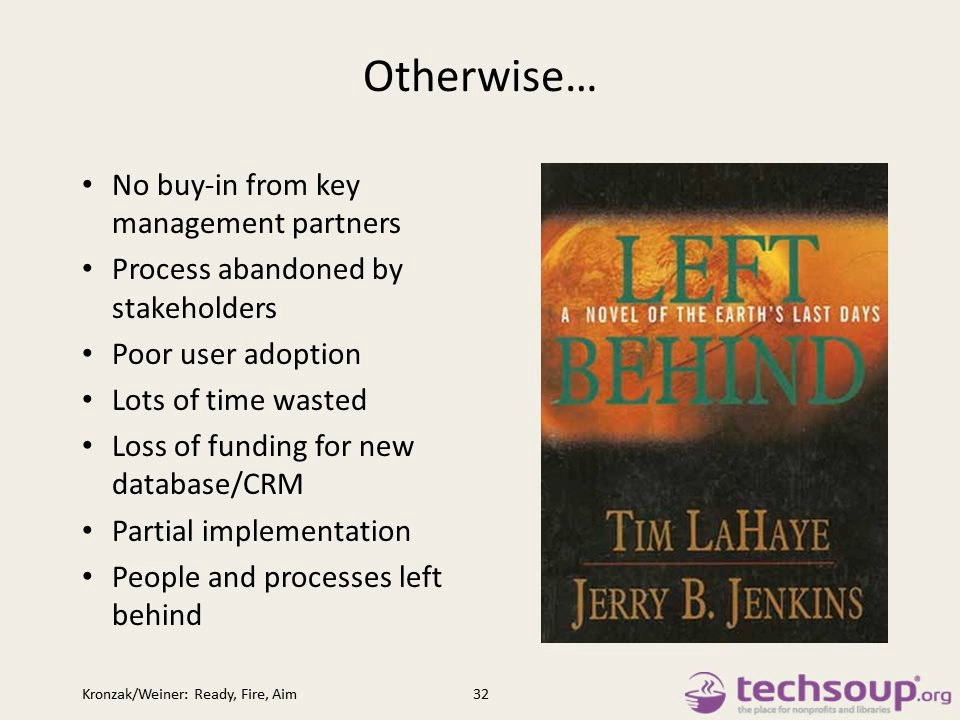 Otherwise…
• No buy-in from key
management partners
• Process abandoned by
stakeholders
• Poor user adoption
• Lots of time wasted
• Loss of funding for new
database/CRM
• Partial implementation
• People and processes left
behind
LEFT
A NOVEL OF THE EARTH'S LAST DAYS
BEHIND
TIM LAHAYE
JERRY B. JENKINS
Kronzak/Weiner: Ready, Fire, Aim
32
techsoup.org
the place for nonprofits and libraries